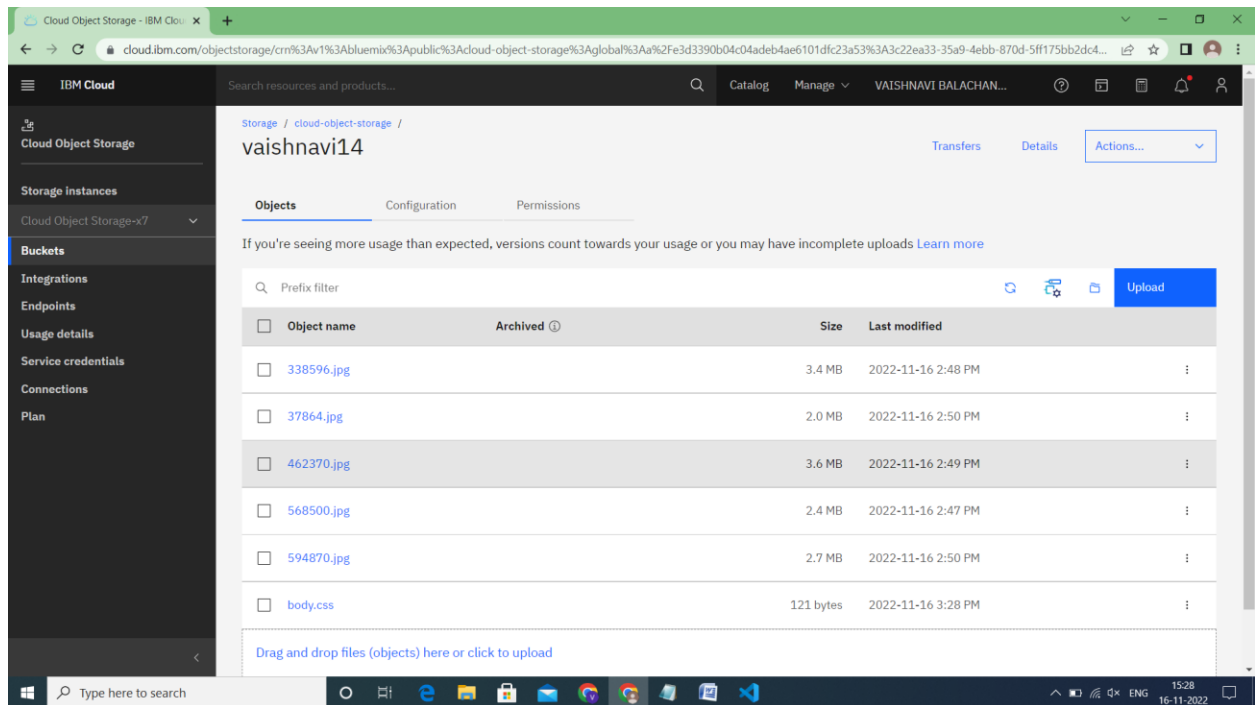 Cloud Object Storage - IBM Clou
cloud.ibm.com/objectstorage/crn%3Av1%3Abluemix%3Apublic%3Acloud-object-storage%3Aglobal%3Aa%2Fe3d3390b04c04adeb4ae6101dfc23a53%3A3c22ea33-35a9-4ebb-870d-5ff175bb2dc4...
IBM Cloud
Search resources and products...
Catalog
Manage
VAISHNAVI BALACHAN...
Cloud Object Storage
Storage instances
Cloud Object Storage-x7
Buckets
Integrations
Endpoints
Usage details
Service credentials
Connections
Plan
Storage / cloud-object-storage /
vaishnavi14
Transfers Details Actions...
Objects Configuration Permissions
If you're seeing more usage than expected, versions count towards your usage or you may have incomplete uploads Learn more
Prefix filter
Upload
Object name Archived Size Last modified
338596.jpg 3.4 MB 2022-11-16 2:48 PM
37864.jpg 2.0 MB 2022-11-16 2:50 PM
462370.jpg 3.6 MB 2022-11-16 2:49 PM
568500.jpg 2.4 MB 2022-11-16 2:47 PM
594870.jpg 2.7 MB 2022-11-16 2:50 PM
body.css 121 bytes 2022-11-16 3:28 PM
Drag and drop files (objects) here or click to upload
Type here to search
ENG
15:28
16-11-2022